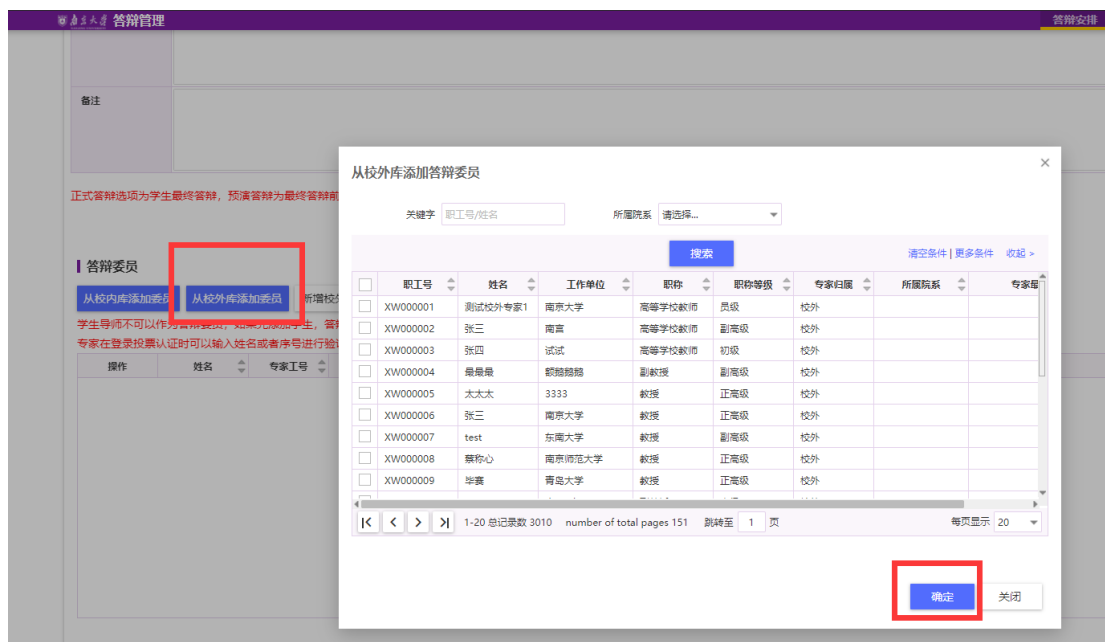 南京大学 答辩管理
答辩安排
备注
正式答辩选项为学生最终答辩，预演答辩为最终答辩前
答辩委员
从校内库添加委员 从校外库添加委员 新增校外
学生导师不可以作为答辩委员，如果先添加学生，答辩
专家在登录投票认证时可以输入姓名或者序号进行验证
操作 姓名 专家工号
从校外库添加答辩委员 ×
关键字 职工号/姓名 所属院系 请选择...
搜索 清空条件 | 更多条件 收起 >
职工号 姓名 工作单位 职称 职称等级 专家归属 所属院系
XW000001 测试校外专家1 南京大学 高等学校教师 员级 校外
XW000002 张三 南言 高等学校教师 副高级 校外
XW000003 张四 试试 高等学校教师 初级 校外
XW000004 最最最 额髂髂髂 副教授 副高级 校外
XW000005 太太太 3333 教授 正高级 校外
XW000006 张三 南京大学 教授 正高级 校外
XW000007 test 东南大学 教授 副高级 校外
XW000008 蔡称心 南京师范大学 教授 正高级 校外
XW000009 毕赛 青岛大学 教授 正高级 校外
1-20 总记录数 3010 number of total pages 151 跳转至 1 页 每页显示 20
确定 关闭